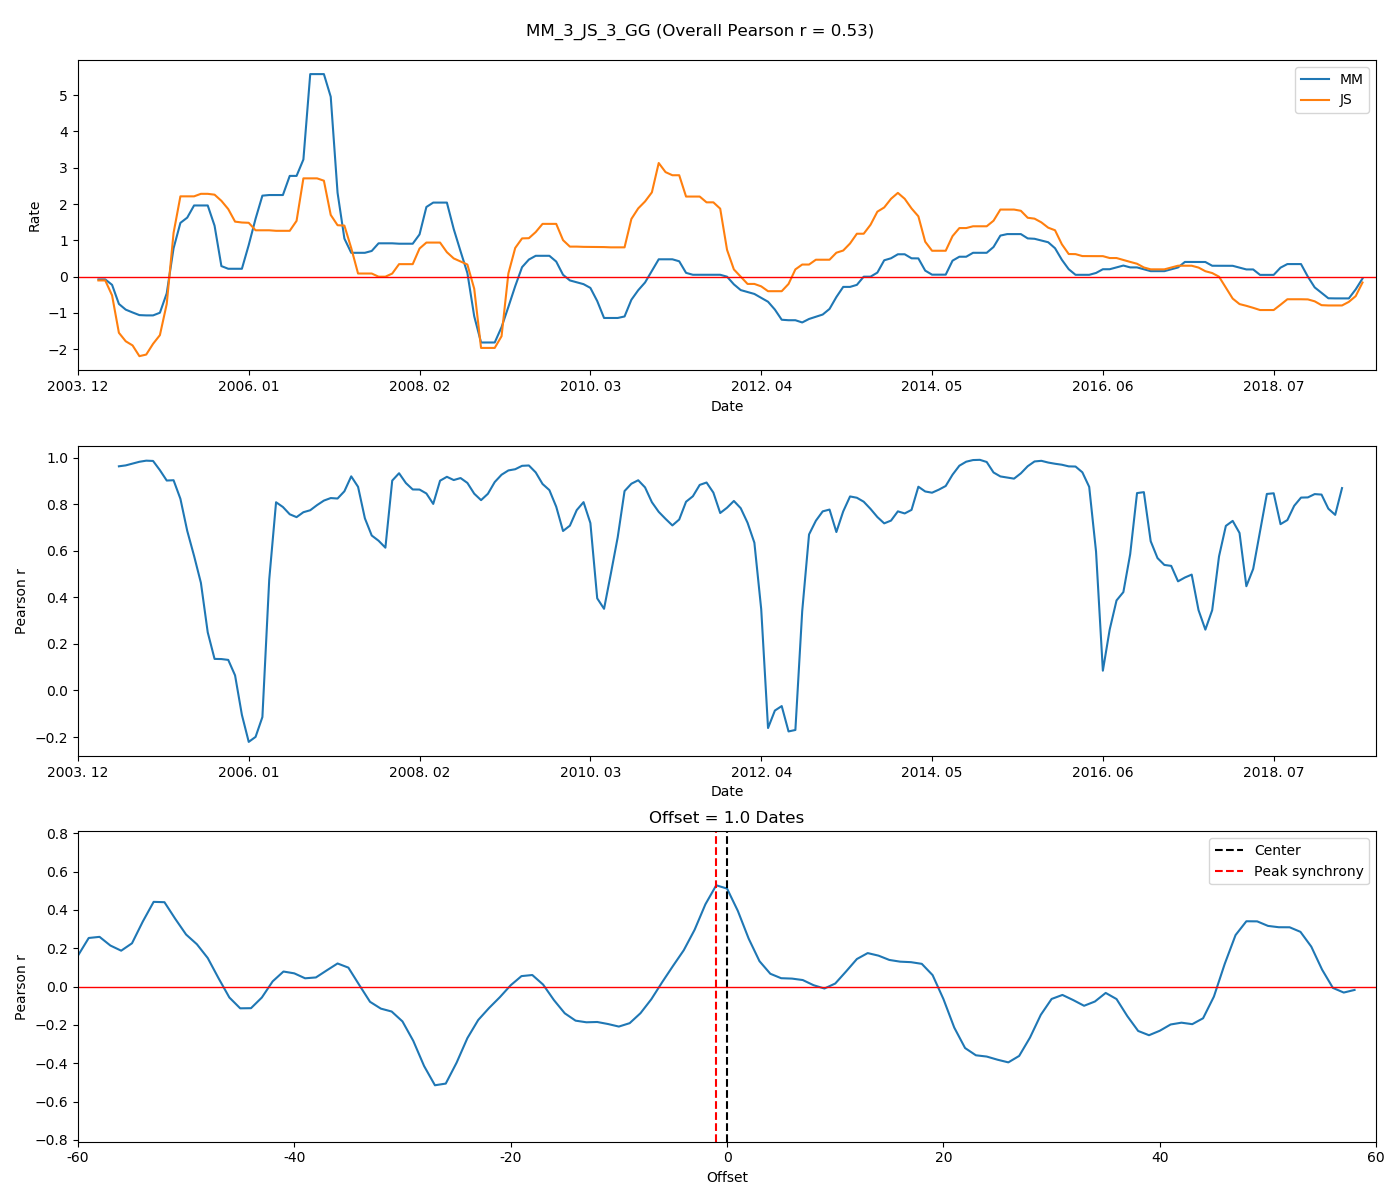 MM_3_JS_3_GG (Overall Pearson r = 0.53)
Rate
5
4
3
2
1
0
−1
−2
MM
JS
2003. 12 2006. 01 2008. 02 2010. 03 2012. 04 2014. 05 2016. 06 2018. 07
Date
Pearson r
1.0
0.8
0.6
0.4
0.2
0.0
−0.2
2003. 12 2006. 01 2008. 02 2010. 03 2012. 04 2014. 05 2016. 06 2018. 07
Date
Offset = 1.0 Dates
Pearson r
0.8
0.6
0.4
0.2
0.0
−0.2
−0.4
−0.6
−0.8
Center
Peak synchrony
-60 -40 -20 0 20 40 60
Offset